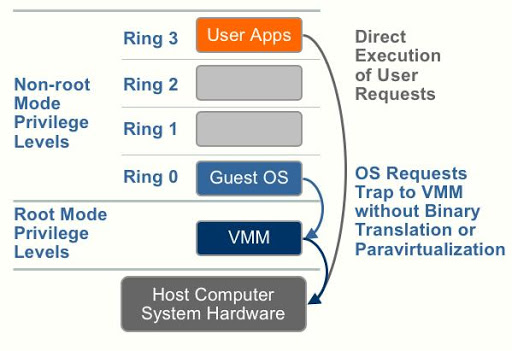 Ring 3
User Apps
Direct
Execution
of User
Requests
Non-root
Mode
Privilege
Levels
Ring 2
Ring 1
Ring 0
Guest OS
OS Requests
Trap to VMM
without Binary
Translation or
Paravirtualization
Root Mode
Privilege
Levels
VMM
Host Computer
System Hardware